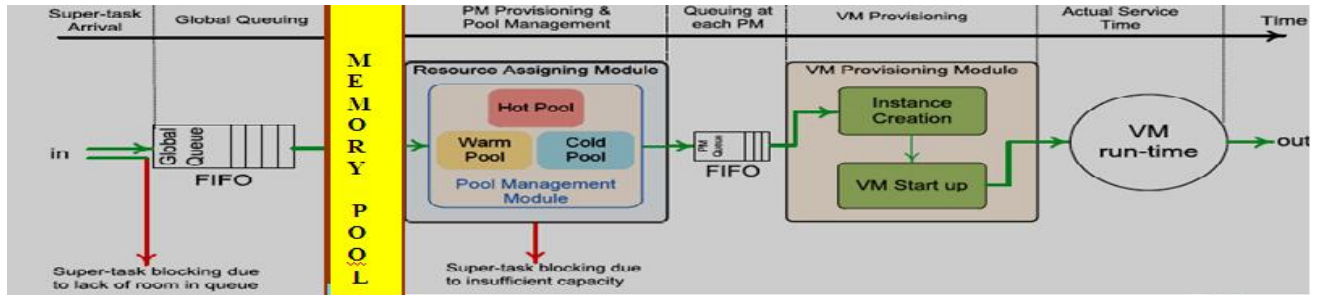 Super-task
Arrival
Global Queuing
PM Provisioning &
Pool Management
Queuing at
each PM
VM Provisioning
Actual Service
Time
Time
in
Global
Queue
FIFO
Super-task blocking due
to lack of room in queue
M
E
M
O
R
Y
P
O
O
L
Resource Assigning Module
Hot Pool
Warm
Pool
Cold
Pool
Pool Management
Module
Super-task blocking due
to insufficient capacity
PM
Queue
FIFO
VM Provisioning Module
Instance
Creation
VM Start up
VM
run-time
out